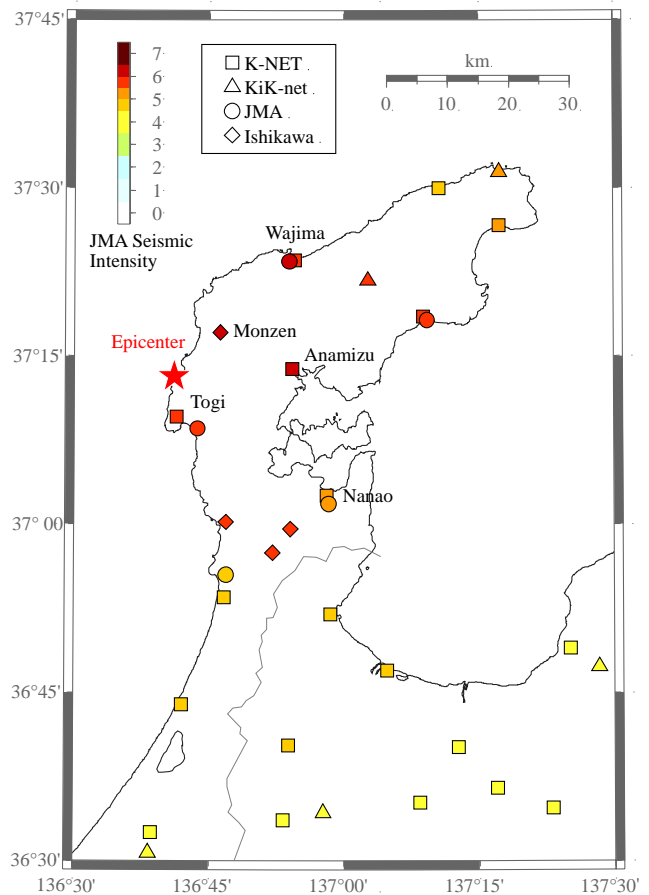 37°45'
7
6
5
4
3
2
1
0
JMA Seismic
Intensity
K-NET .
KiK-net .
JMA .
Ishikawa .
km.
0. 10. 20. 30.
37°30'
Wajima
Monzen
Epicenter
37°15'
Anamizu
Togi
Nanao
37° 00'
36°45'
36°30'
136°30' 136°45' 137°00' 137°15' 137°30'